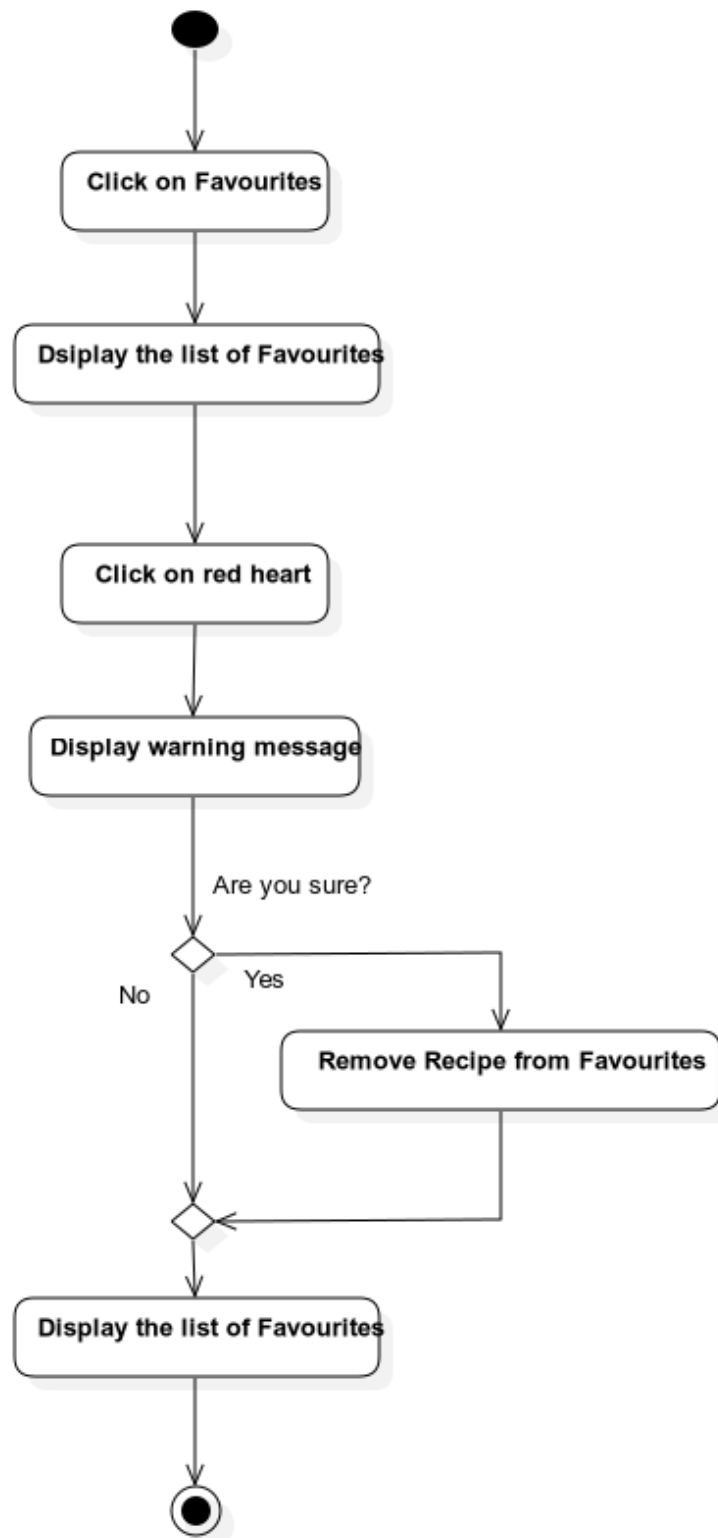 Click on Favourites
Dsiplay the list of Favourites
Click on red heart
Display warning message
Are you sure?
No
Yes
Remove Recipe from Favourites
Display the list of Favourites